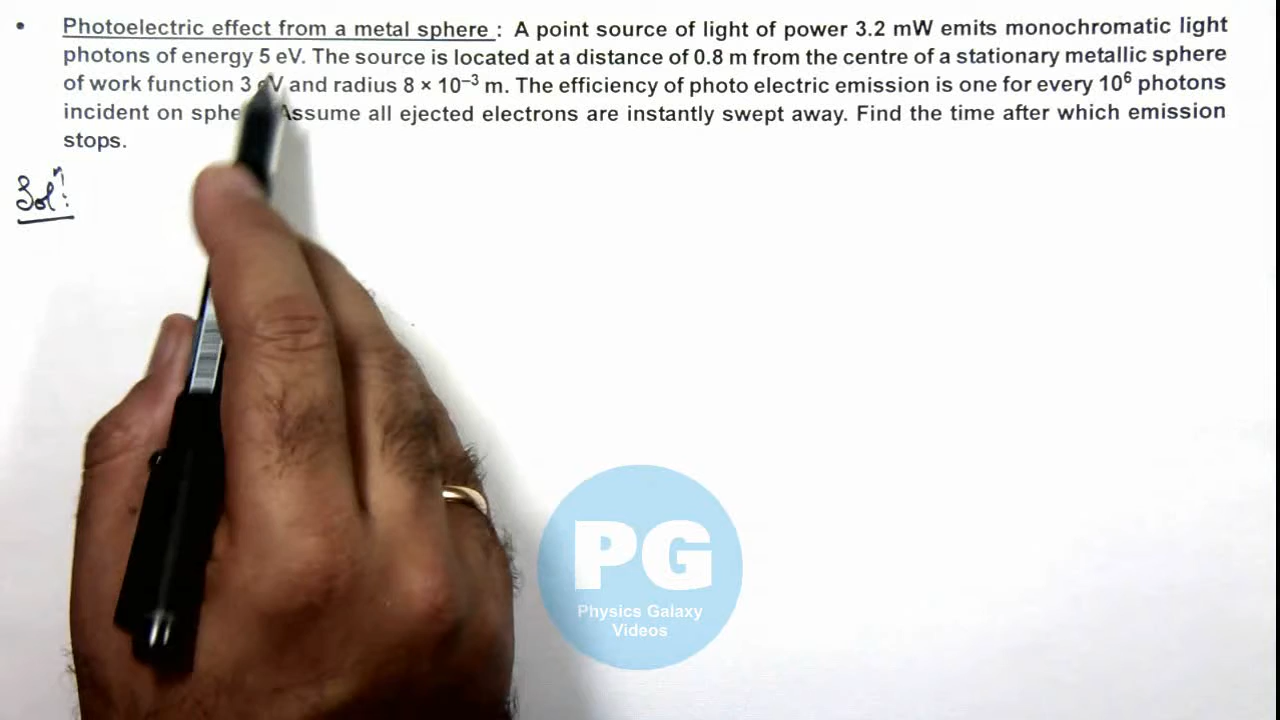 • Photoelectric effect from a metal sphere : A point source of light of power 3.2 mW emits monochromatic light
photons of energy 5 eV. The source is located at a distance of 0.8 m from the centre of a stationary metallic sphere
of work function 3 eV and radius 8 × 10⁻³ m. The efficiency of photo electric emission is one for every 10⁶ photons
incident on sphe Assume all ejected electrons are instantly swept away. Find the time after which emission
stops.
Solⁿ:
PG
Physics Galaxy
Videos